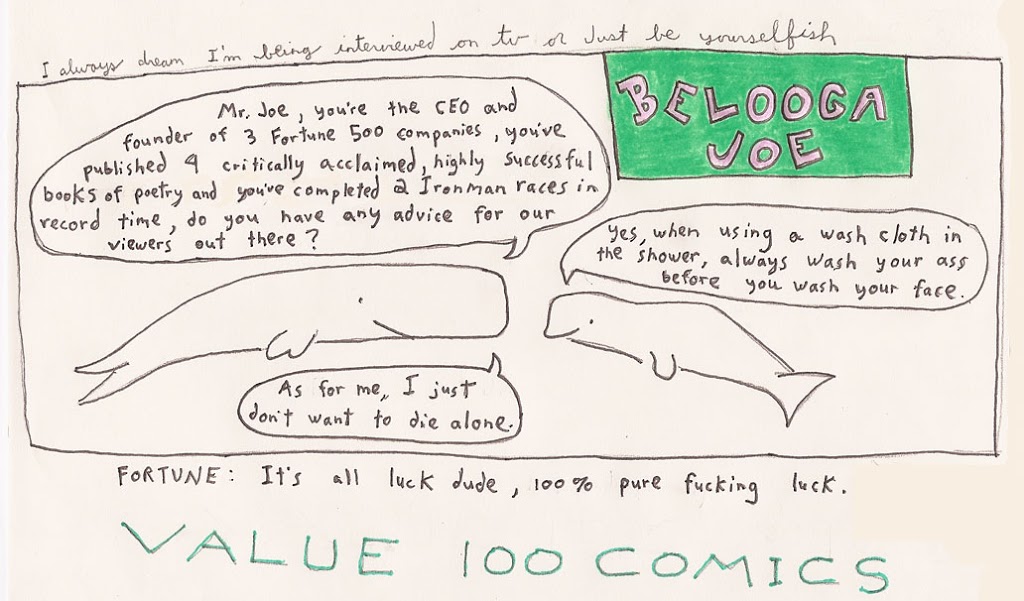 I always dream I'm being interviewed on tv or Just be yourselfish
BELOOGA
JOE
Mr. Joe, you're the CEO and
founder of 3 Fortune 500 companies, you've
published 4 critically acclaimed, highly successful
books of poetry and you've completed 2 Ironman races in
record time, do you have any advice for our
viewers out there?
Yes, when using a wash cloth in
the shower, always wash your ass
before you wash your face.
As for me, I just
don't want to die alone.
FORTUNE: It's all luck dude, 100% pure fucking luck.
VALUE 100 COMICS